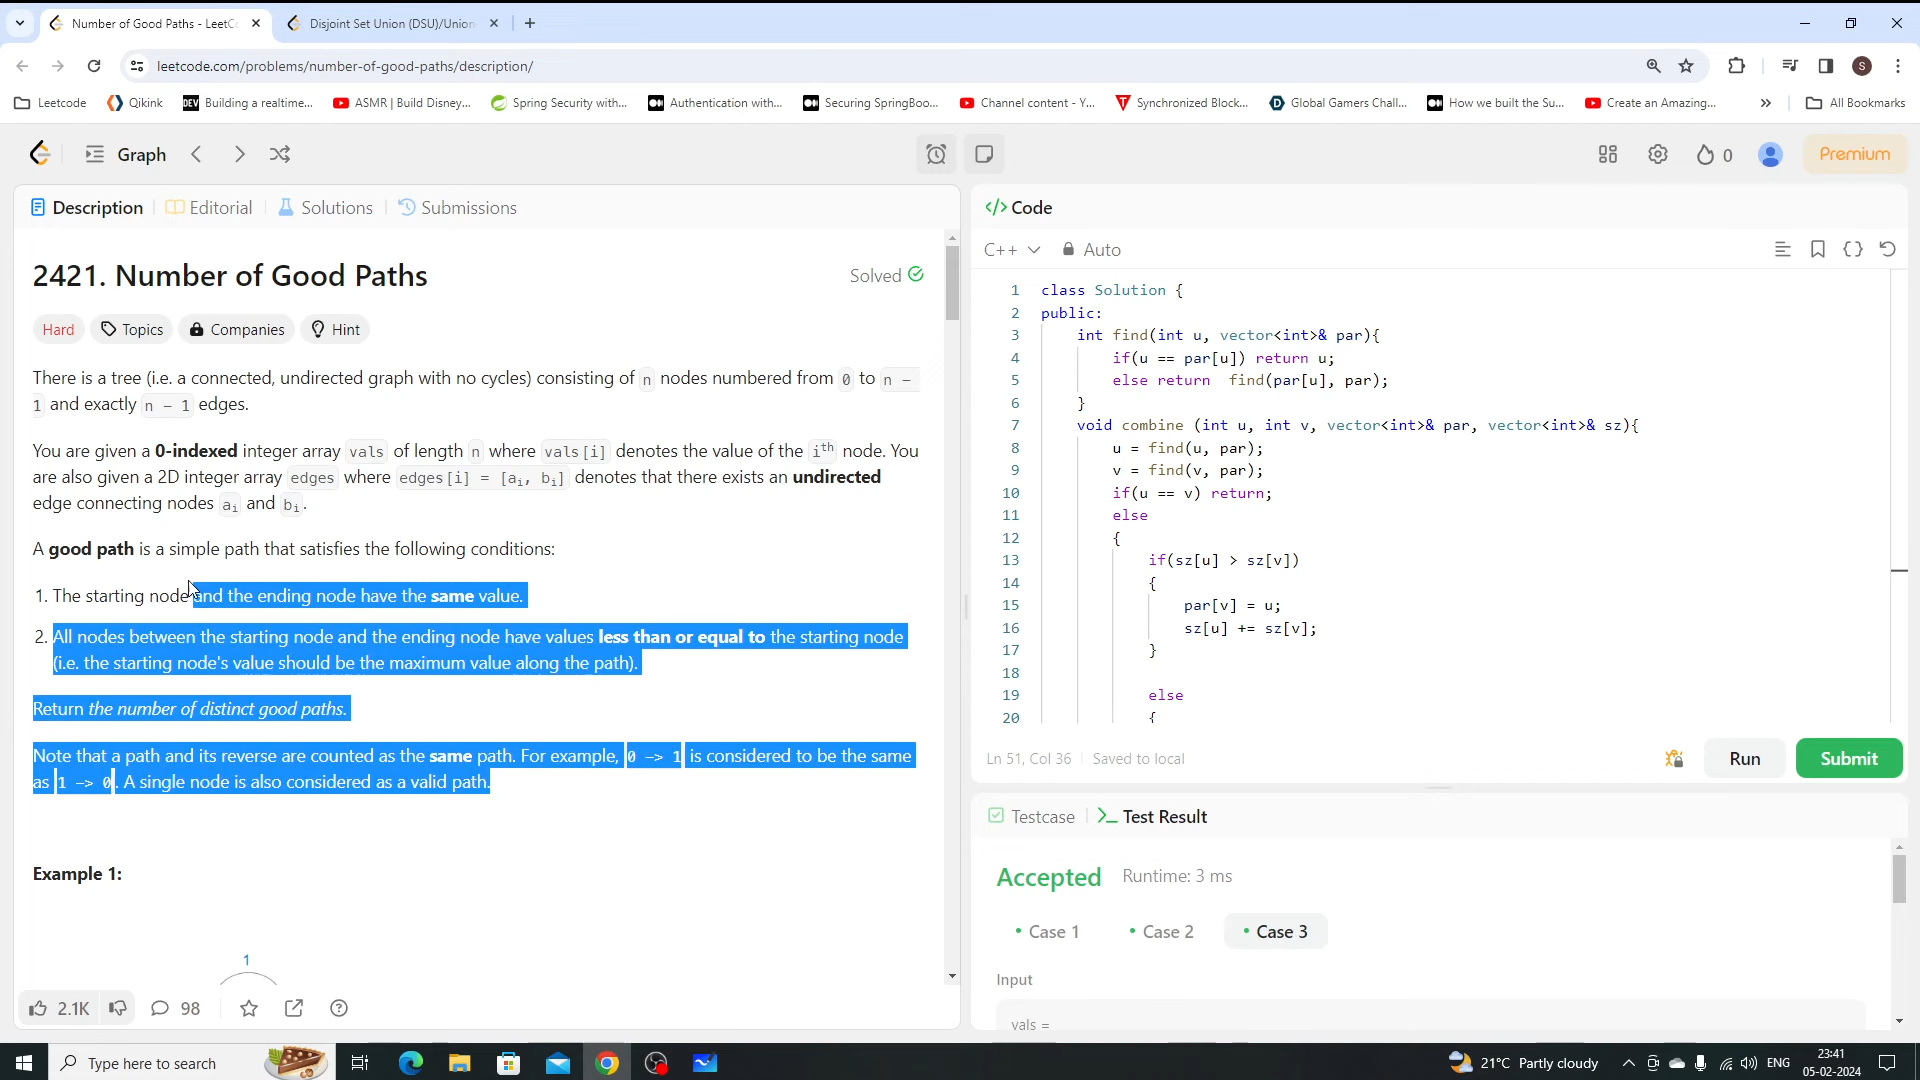 Number of Good Paths - LeetC
Disjoint Set Union (DSU)/Union
leetcode.com/problems/number-of-good-paths/description/
S
Leetcode
Qikink
DEV Building a realtime...
ASMR | Build Disney...
Spring Security with...
Authentication with...
Securing SpringBoo...
Channel content - Y...
Synchronized Block...
Global Gamers Chall...
How we built the Su...
Create an Amazing...
All Bookmarks
Graph
0
Premium
Description
Editorial
Solutions
Submissions
2421. Number of Good Paths
Solved
Hard
Topics
Companies
Hint
There is a tree (i.e. a connected, undirected graph with no cycles) consisting of n nodes numbered from 0 to n -
1 and exactly n - 1 edges.
You are given a 0-indexed integer array vals of length n where vals[i] denotes the value of the ith node. You
are also given a 2D integer array edges where edges[i] = [ai, bi] denotes that there exists an undirected
edge connecting nodes ai and bi.
A good path is a simple path that satisfies the following conditions:
1. The starting node and the ending node have the same value.
2. All nodes between the starting node and the ending node have values less than or equal to the starting node
(i.e. the starting node's value should be the maximum value along the path).
Return the number of distinct good paths.
Note that a path and its reverse are counted as the same path. For example, 0 -> 1 is considered to be the same
as 1 -> 0. A single node is also considered as a valid path.
Example 1:
1
2.1K
98
</> Code
C++
Auto
1 class Solution {
2 public:
3 int find(int u, vector<int>& par){
4 if(u == par[u]) return u;
5 else return find(par[u], par);
6 }
7 void combine (int u, int v, vector<int>& par, vector<int>& sz){
8 u = find(u, par);
9 v = find(v, par);
10 if(u == v) return;
11 else
12 {
13 if(sz[u] > sz[v])
14 {
15 par[v] = u;
16 sz[u] += sz[v];
17 }
18
19 else
20 {
Ln 51, Col 36
Saved to local
Run
Submit
Testcase
Test Result
Accepted
Runtime: 3 ms
Case 1
Case 2
Case 3
Input
vals =
Type here to search
21°C Partly cloudy
ENG
23:41
05-02-2024